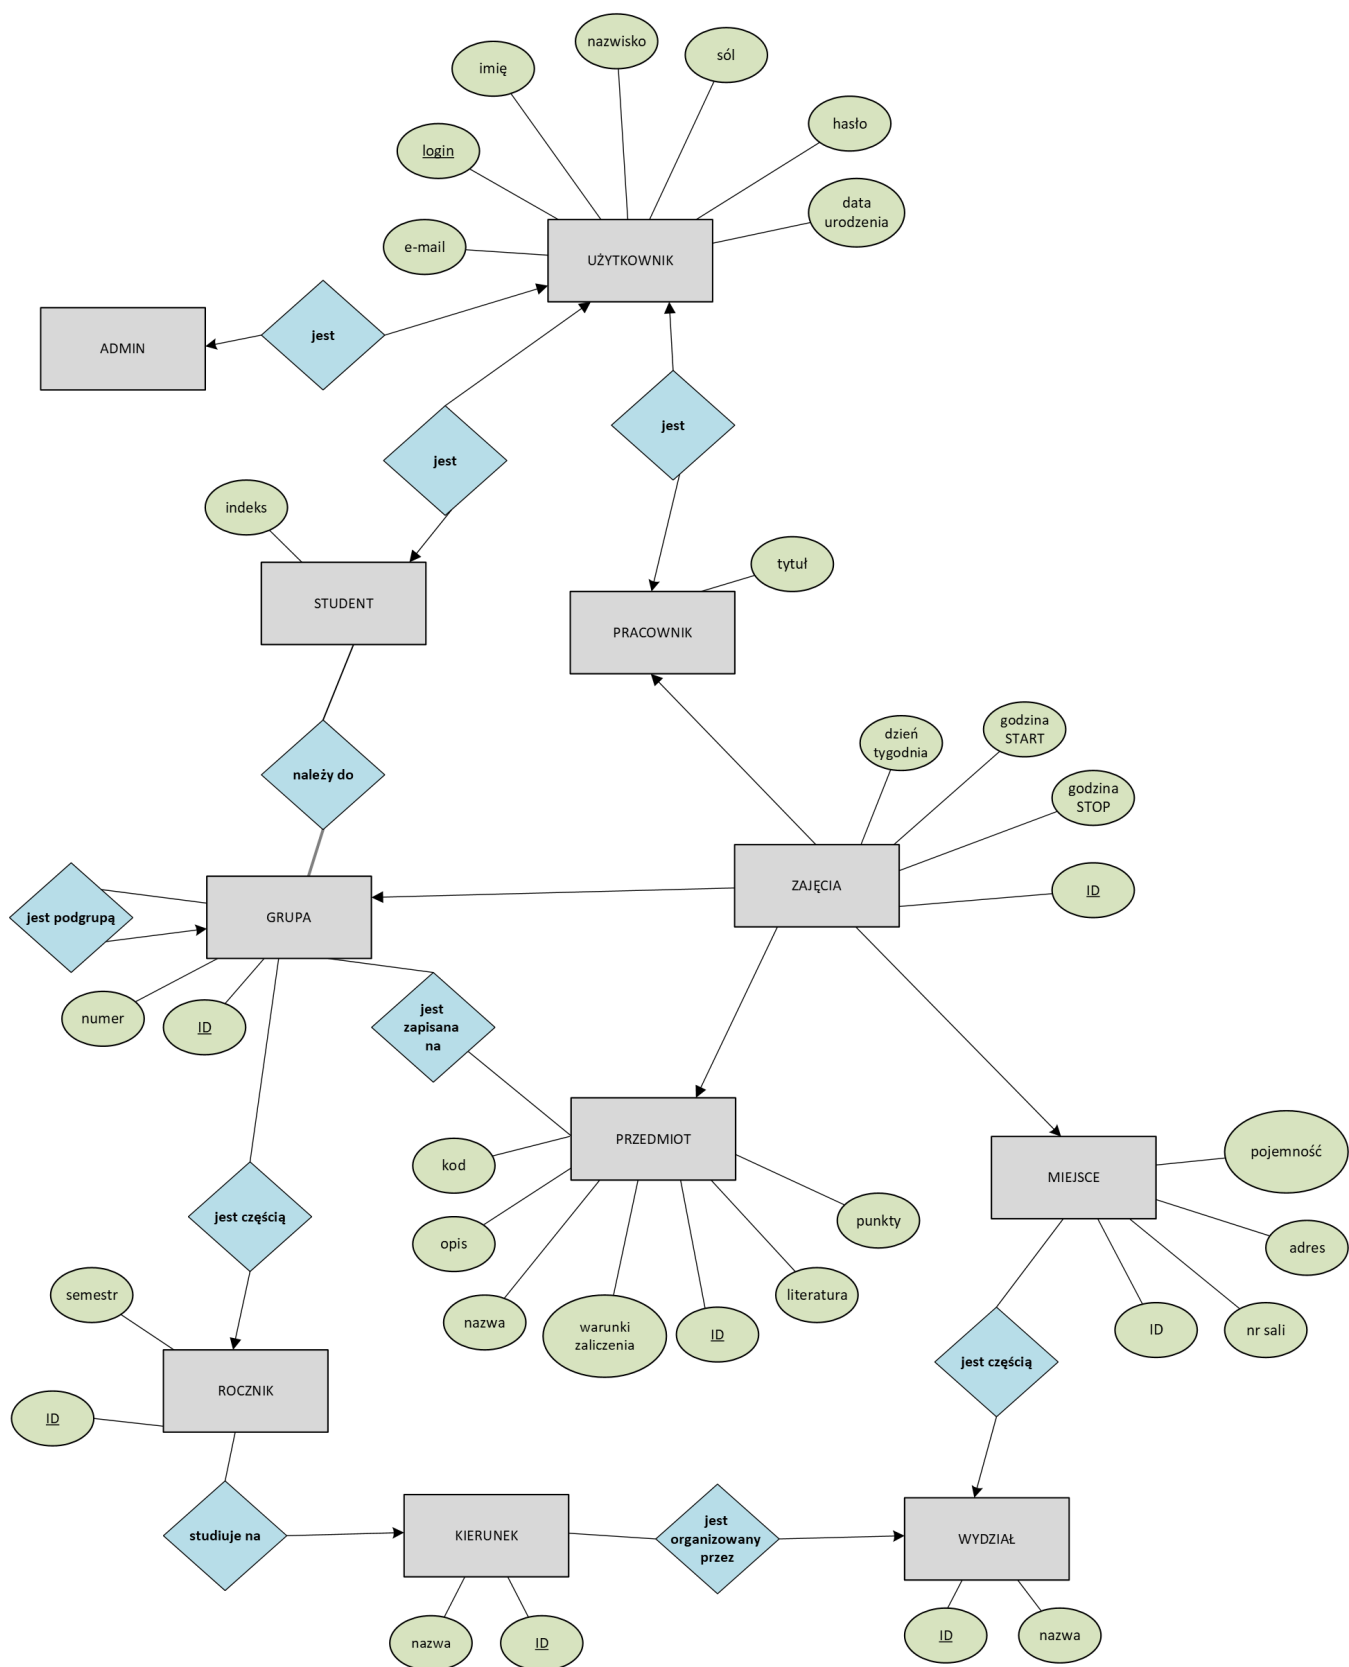 nazwisko
sól
imię
hasło
login
data
urodzenia
e-mail
UŻYTKOWNIK
ADMIN
jest
jest
jest
indeks
tytuł
STUDENT
PRACOWNIK
dzień
tygodnia
godzina
START
godzina
STOP
należy do
ZAJĘCIA
ID
jest podgrupą
GRUPA
numer
ID
jest
zapisana
na
PRZEDMIOT
kod
opis
nazwa
warunki
zaliczenia
ID
literatura
punkty
MIEJSCE
pojemność
adres
nr sali
ID
jest częścią
jest częścią
semestr
ROCZNIK
ID
studiuje na
KIERUNEK
jest
organizowany
przez
WYDZIAŁ
nazwa
ID
ID
nazwa